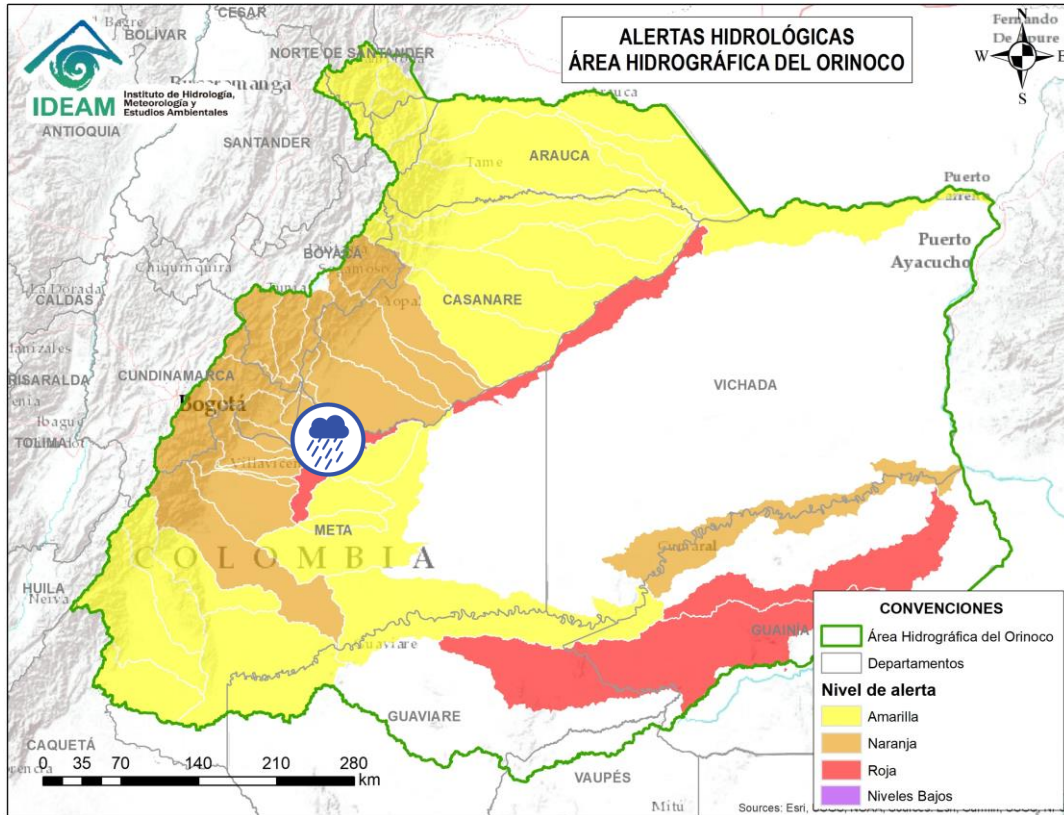 ALERTAS HIDROLÓGICAS
ÁREA HIDROGRÁFICA DEL ORINOCO
IDEAM
Instituto de Hidrología,
Meteorología y
Estudios Ambientales
N
W
E
S
CESAR
BOLÍVAR
NORTE DE SANTANDER
ANTIOQUIA
SANTANDER
Arauca
ARAUCA
Tame
Puerto
Puerto
Ayacucho
BOYACÁ
Chiquinquira
Yopal
CASANARE
CALDAS
RISARALDA
CUNDINAMARCA
Bogotá
VICHADA
TOLIMA
META
COLOMBIA
HUILA
Neiva
GUAINÍA
GUAVIARE
CAQUETÁ
VAUPÉS
Mitú
0 35 70 140 210 280
km
CONVENCIONES
Área Hidrográfica del Orinoco
Departamentos
Nivel de alerta
Amarilla
Naranja
Roja
Niveles Bajos